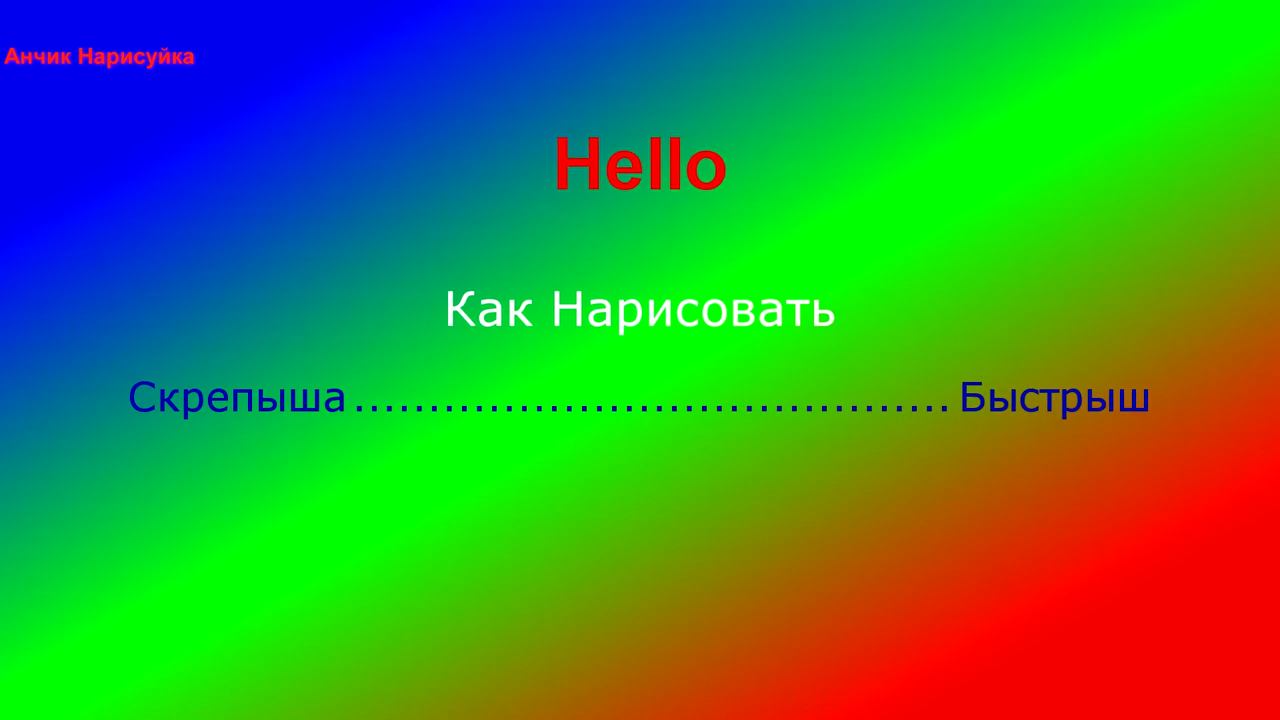 Анчик Нарисуйка
Hello
Как Нарисовать
Скрепыша........................................Быстрыш